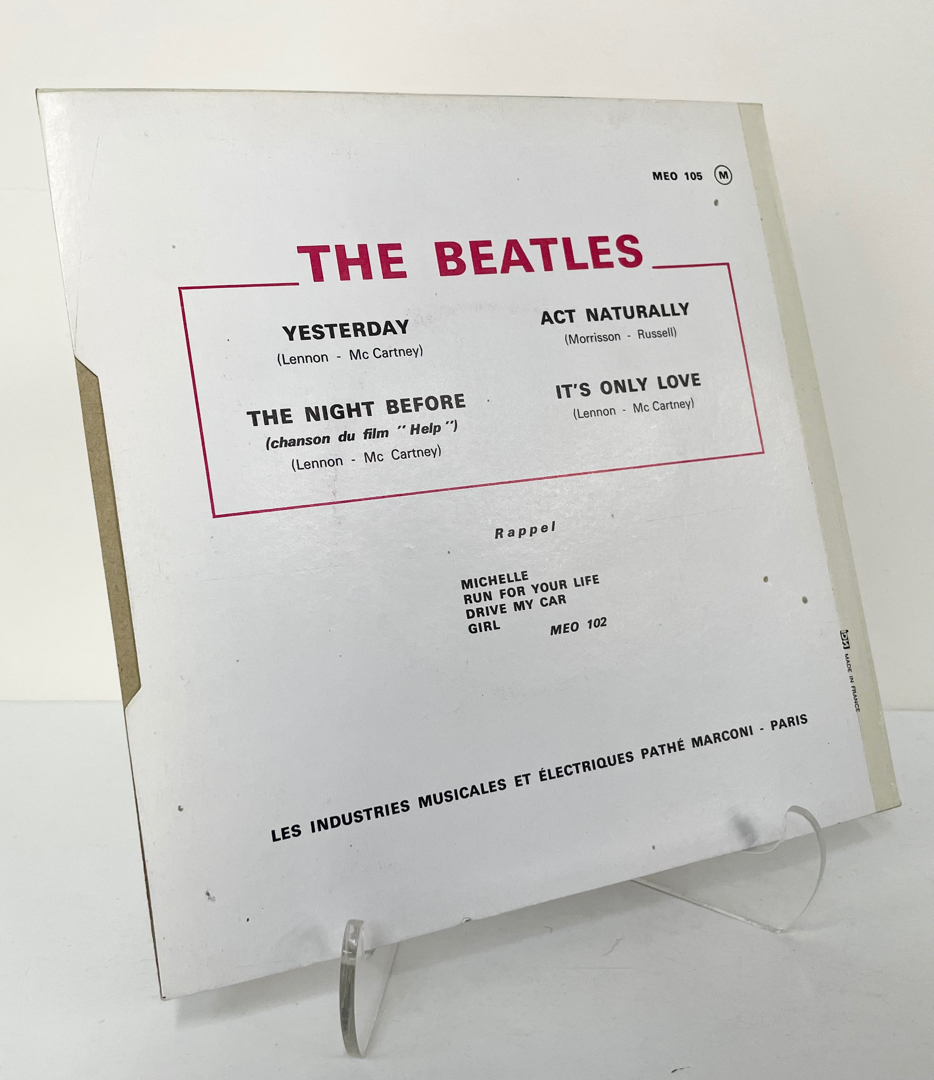 MEO 105 M
THE BEATLES
YESTERDAY
(Lennon - Mc Cartney)
THE NIGHT BEFORE
(chanson du film "Help")
(Lennon - Mc Cartney)
ACT NATURALLY
(Morrisson - Russell)
IT'S ONLY LOVE
(Lennon - Mc Cartney)
Rappel
MICHELLE
RUN FOR YOUR LIFE
DRIVE MY CAR
GIRL MEO 102
LES INDUSTRIES MUSICALES ET ÉLECTRIQUES PATHÉ MARCONI - PARIS
MADE IN FRANCE